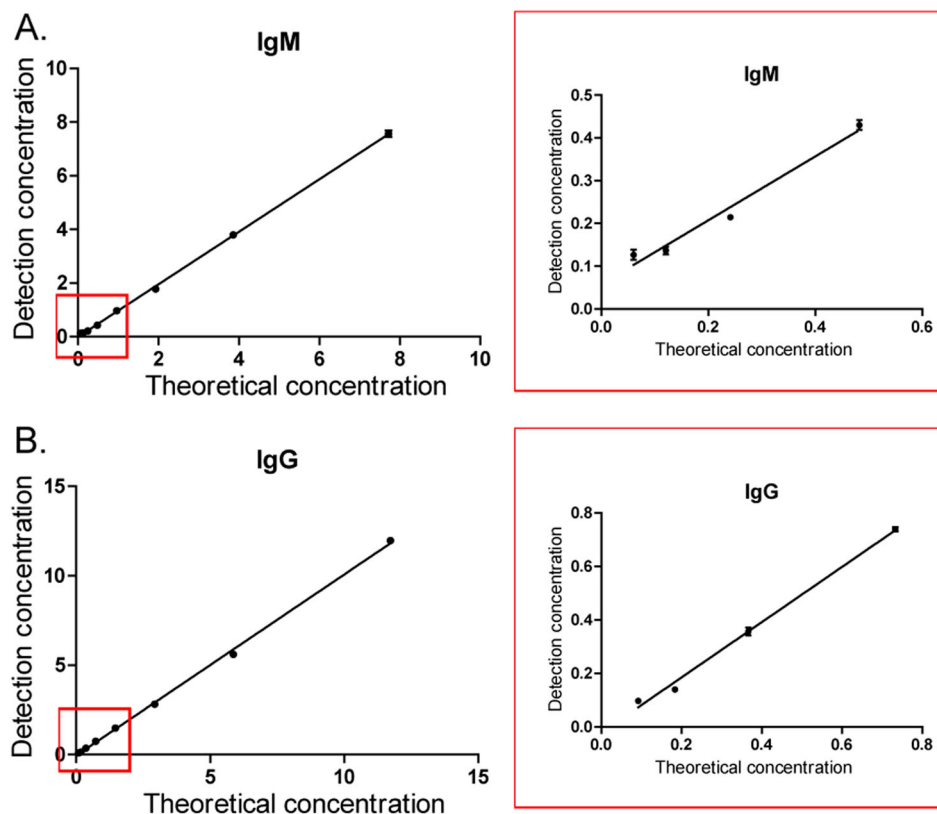 A.
IgM
Detection concentration
10
8
6
4
2
0
0 2 4 6 8 10
Theoretical concentration
IgM
Detection concentration
0.5
0.4
0.3
0.2
0.1
0.0
0.0 0.2 0.4 0.6
Theoretical concentration
B.
IgG
Detection concentration
15
10
5
0
0 5 10 15
Theoretical concentration
IgG
Detection concentration
0.8
0.6
0.4
0.2
0.0
0.0 0.2 0.4 0.6 0.8
Theoretical concentration